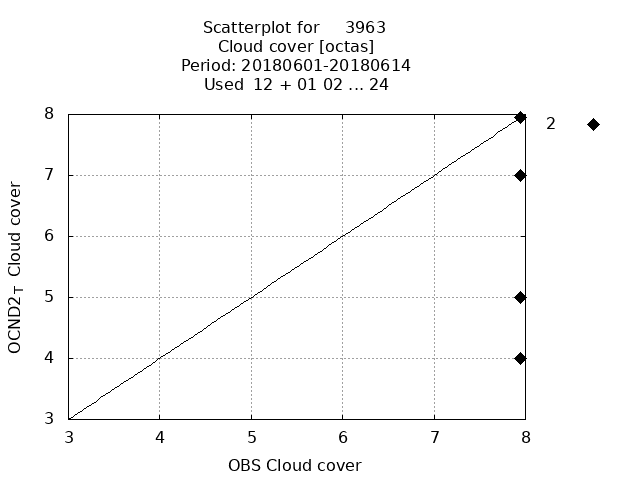 Scatterplot for 3963
Cloud cover [octas]
Period: 20180601-20180614
Used 12 + 01 02 ... 24
8
2
7
6
5
4
3
OCND2T Cloud cover
3 4 5 6 7 8
OBS Cloud cover